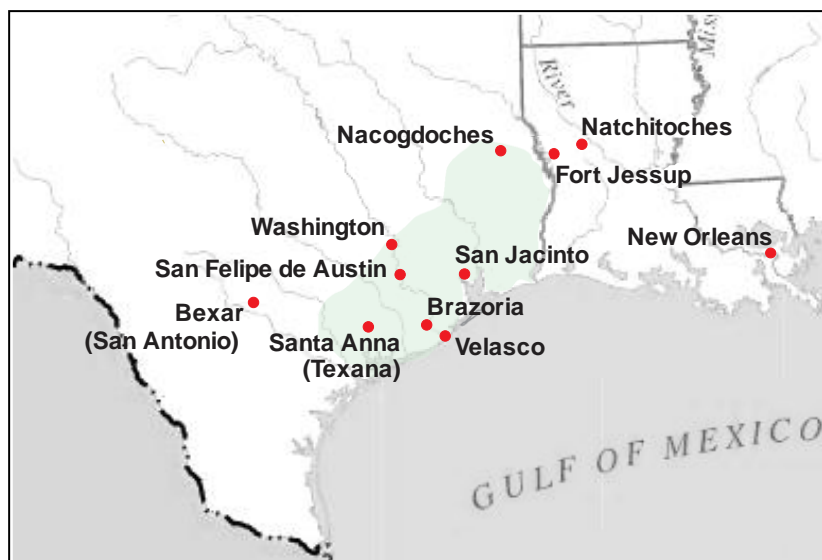 River
Miss
Nacogdoches
Natchitoches
Fort Jessup
Washington
San Jacinto
New Orleans
San Felipe de Austin
Bexar
(San Antonio)
Brazoria
Santa Anna
(Texana)
Velasco
GULF OF MEXICO